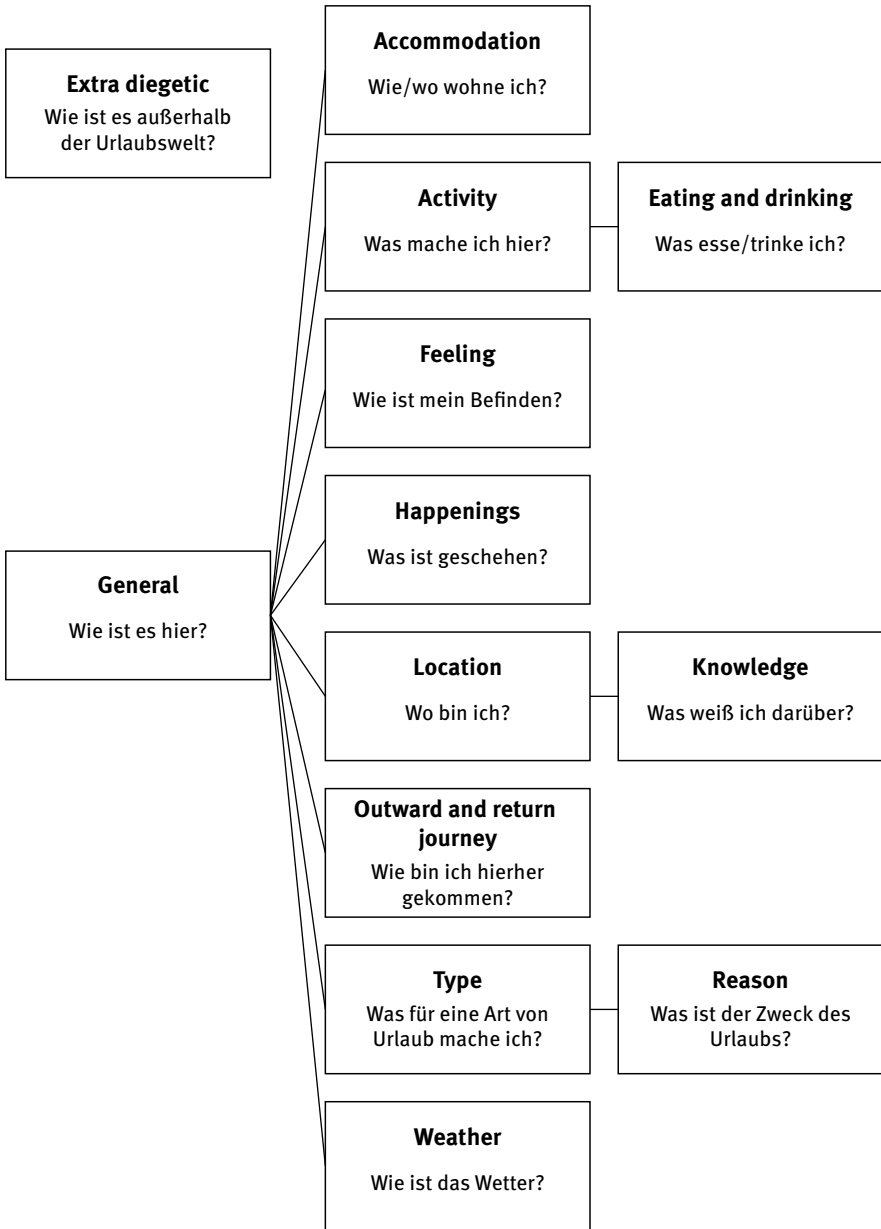 Extra diegetic
Wie ist es außerhalb
der Urlaubswelt?
General
Wie ist es hier?
Accommodation
Wie/wo wohne ich?
Activity
Was mache ich hier?
Eating and drinking
Was esse/trinke ich?
Feeling
Wie ist mein Befinden?
Happenings
Was ist geschehen?
Location
Wo bin ich?
Knowledge
Was weiß ich darüber?
Outward and return
journey
Wie bin ich hierher
gekommen?
Type
Was für eine Art von
Urlaub mache ich?
Reason
Was ist der Zweck des
Urlaubs?
Weather
Wie ist das Wetter?